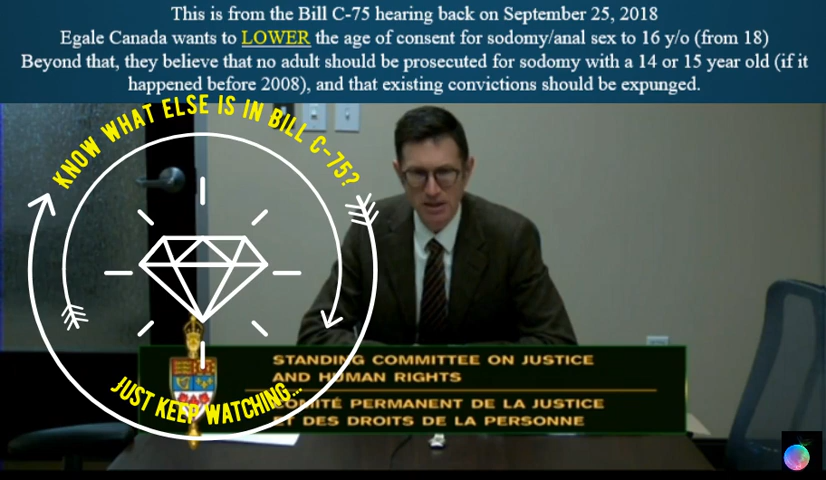 This is from the Bill C-75 hearing back on September 25, 2018
Egale Canada wants to LOWER the age of consent for sodomy/anal sex to 16 y/o (from 18)
Beyond that, they believe that no adult should be prosecuted for sodomy with a 14 or 15 year old (if it
happened before 2008), and that existing convictions should be expunged.
KNOW WHAT ELSE IS IN BILL C-75?
STANDING COMMITTEE ON JUSTICE
AND HUMAN RIGHTS
COMITÉ PERMANENT DE LA JUSTICE
ET DES DROITS DE LA PERSONNE
JUST KEEP WATCHING...